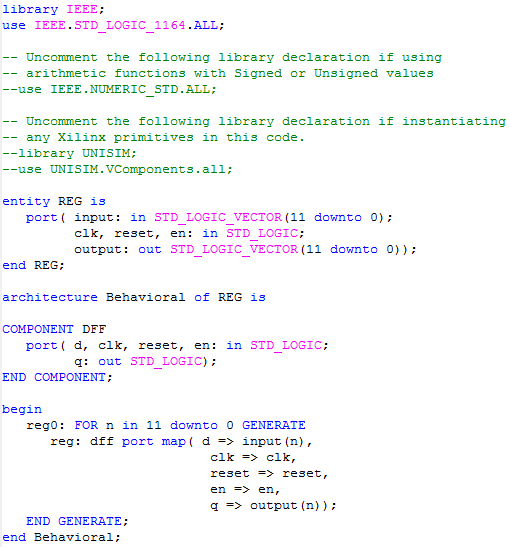 library IEEE;
use IEEE.STD_LOGIC_1164.ALL;
-- Uncomment the following library declaration if using
-- arithmetic functions with Signed or Unsigned values
--use IEEE.NUMERIC_STD.ALL;
-- Uncomment the following library declaration if instantiating
-- any Xilinx primitives in this code.
--library UNISIM;
--use UNISIM.VComponents.all;
entity REG is
port( input: in STD_LOGIC_VECTOR(11 downto 0);
clk, reset, en: in STD_LOGIC;
output: out STD_LOGIC_VECTOR(11 downto 0));
end REG;
architecture Behavioral of REG is
COMPONENT DFF
port( d, clk, reset, en: in STD_LOGIC;
q: out STD_LOGIC);
END COMPONENT;
begin
reg0: FOR n in 11 downto 0 GENERATE
reg: dff port map( d => input(n),
clk => clk,
reset => reset,
en => en,
q => output(n));
END GENERATE;
end Behavioral;